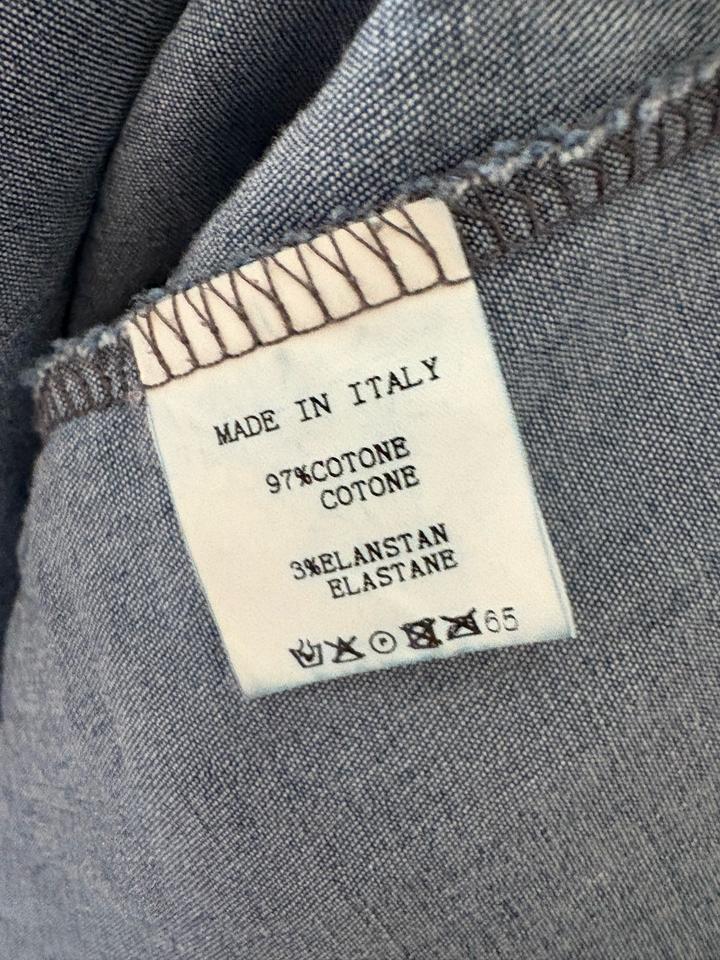 MADE IN ITALY
97%COTONE
COTONE
3%ELANSTAN
ELASTANE
65